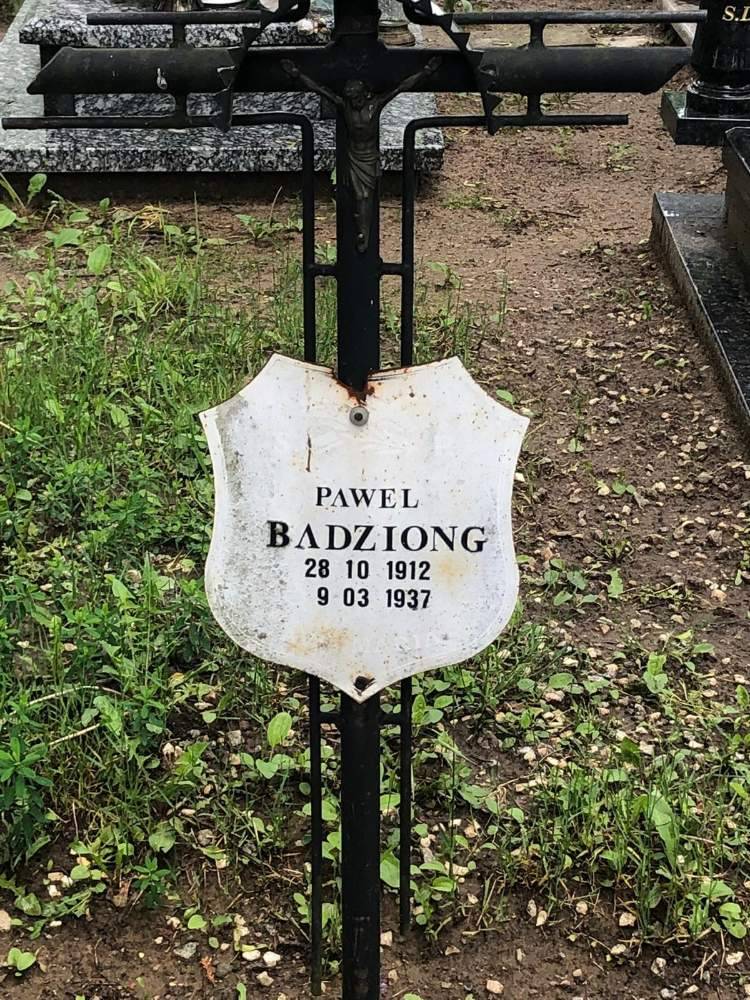 S.
PAWEL
BADZIONG
28 10 1912
9 03 1937